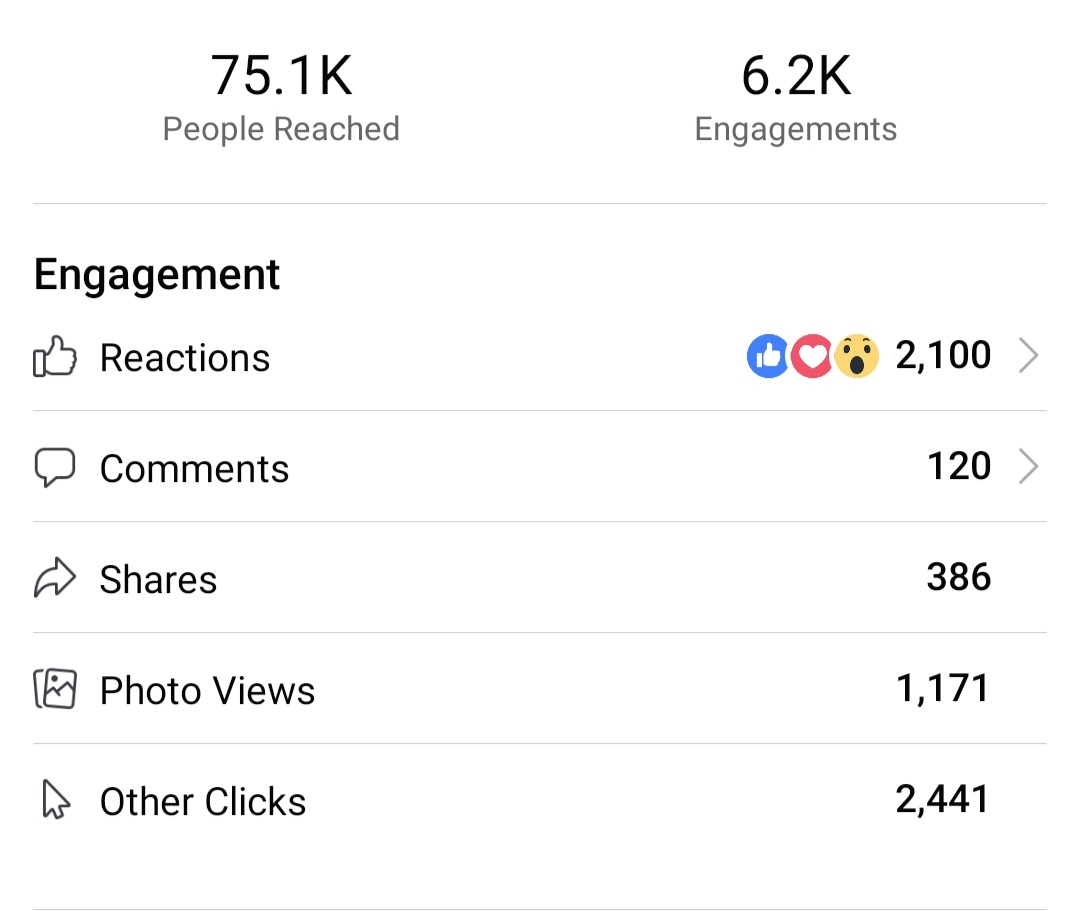 75.1K 6.2K
People Reached Engagements
Engagement
Reactions 2,100
Comments 120
Shares 386
Photo Views 1,171
Other Clicks 2,441